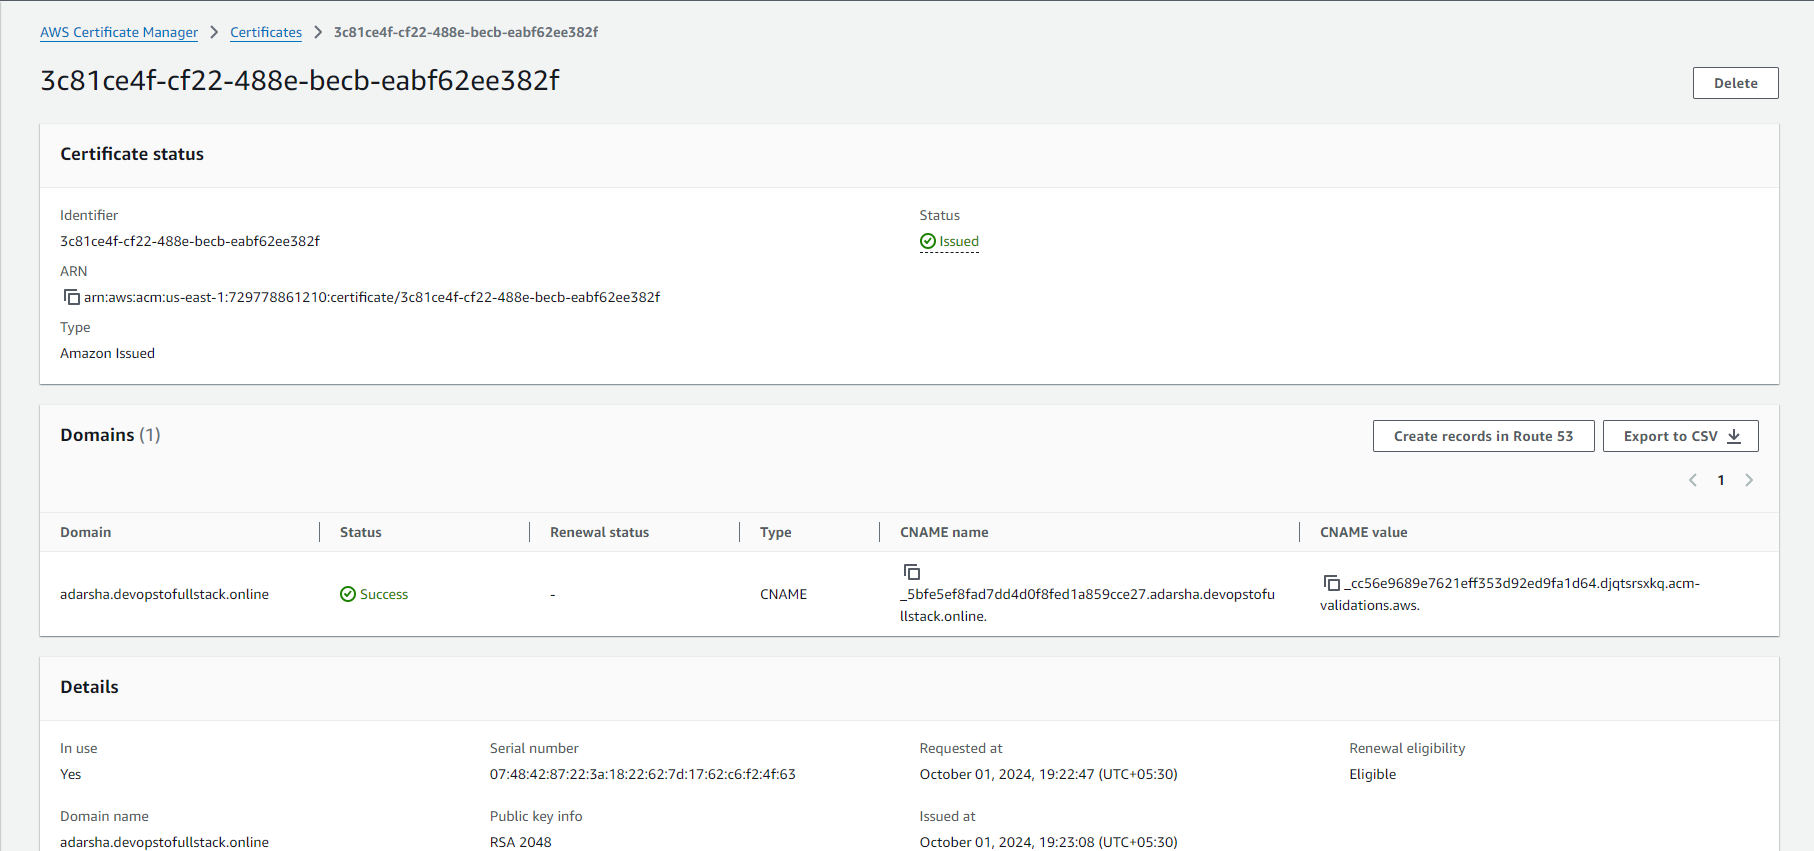 AWS Certificate Manager > Certificates > 3c81ce4f-cf22-488e-becb-eabf62ee382f
3c81ce4f-cf22-488e-becb-eabf62ee382f
Delete
Certificate status
Identifier
3c81ce4f-cf22-488e-becb-eabf62ee382f
ARN
arn:aws:acm:us-east-1:729778861210:certificate/3c81ce4f-cf22-488e-becb-eabf62ee382f
Type
Amazon Issued
Status
Issued
Domains (1)
Create records in Route 53
Export to CSV
1
Domain Status Renewal status Type CNAME name CNAME value
adarsha.devopstofullstack.online
Success
-
CNAME
_5bfe5ef8fad7dd4d0f8fed1a859cce27.adarsha.devopstofu
llstack.online.
_cc56e9689e7621eff353d92ed9fa1d64.djqtsrsxkq.acm-
validations.aws.
Details
In use
Yes
Domain name
adarsha.devopstofullstack.online
Serial number
07:48:42:87:22:3a:18:22:62:7d:17:62:c6:f2:4f:63
Public key info
RSA 2048
Requested at
October 01, 2024, 19:22:47 (UTC+05:30)
Issued at
October 01, 2024, 19:23:08 (UTC+05:30)
Renewal eligibility
Eligible